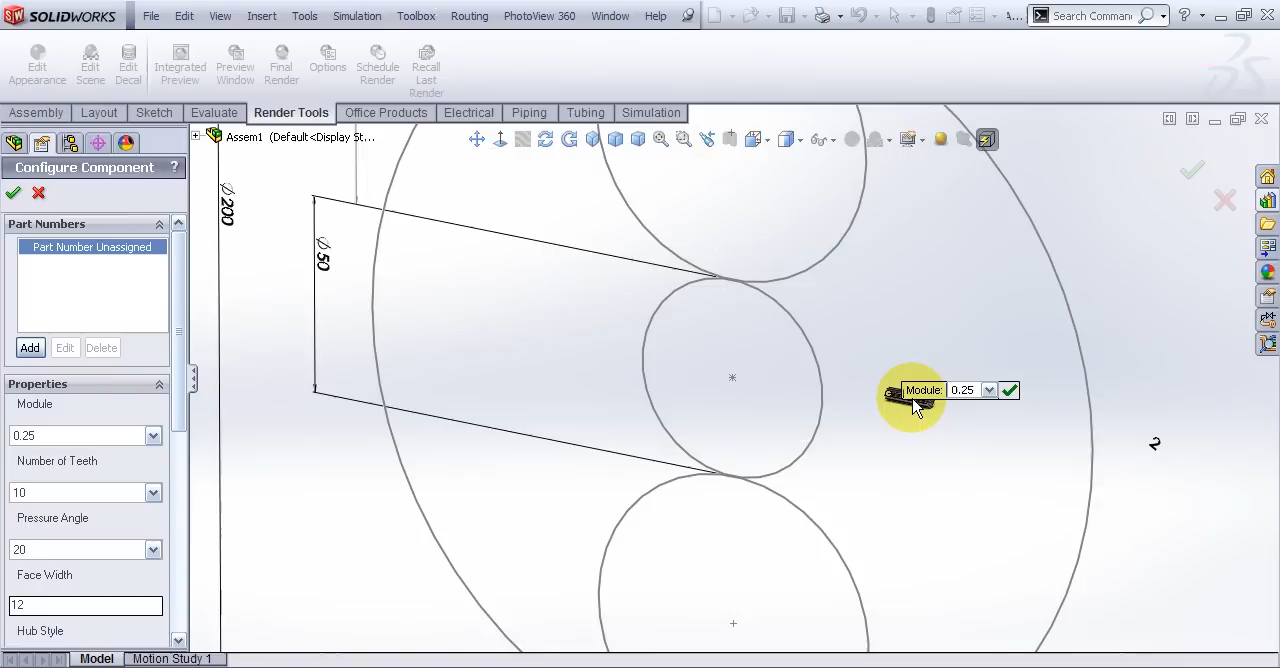 SOLIDWORKS File Edit View Insert Tools Simulation Toolbox Routing PhotoView 360 Window Help A... Search Comman ?
Edit Appearance
Edit Scene
Edit Decal
Integrated Preview
Preview Window
Final Render
Options
Schedule Render
Recall Last Render
Assembly Layout Sketch Evaluate Render Tools Office Products Electrical Piping Tubing Simulation
Assem1 (Default<Display St...
Configure Component ?
Part Numbers
Part Number Unassigned
Add Edit Delete
Properties
Module
0.25
Number of Teeth
10
Pressure Angle
20
Face Width
12
Hub Style
Ø200
Ø50
Module: 0.25
2
Model Motion Study 1